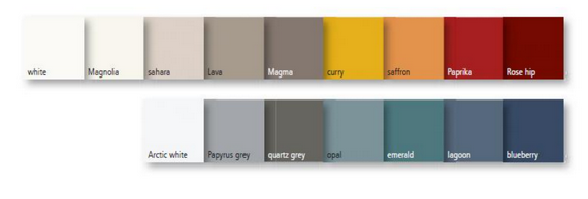 white Magnolia sahara Lava Magma curry saffron Paprika Rose hip
Arctic white Papyrus grey quartz grey opal emerald lagoon blueberry